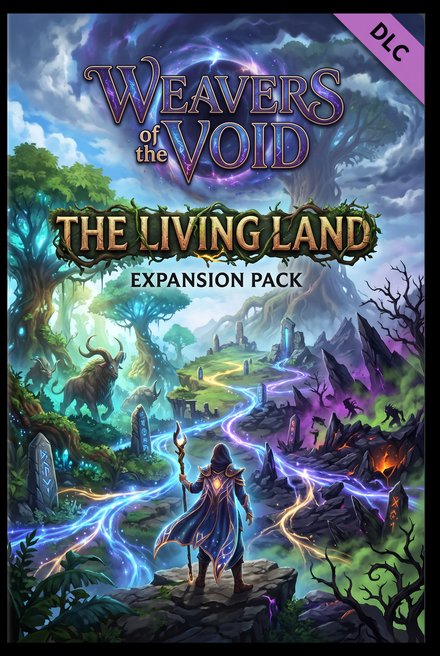 DLC
WEAVERS
of the
VOID
THE LIVING LAND
EXPANSION PACK